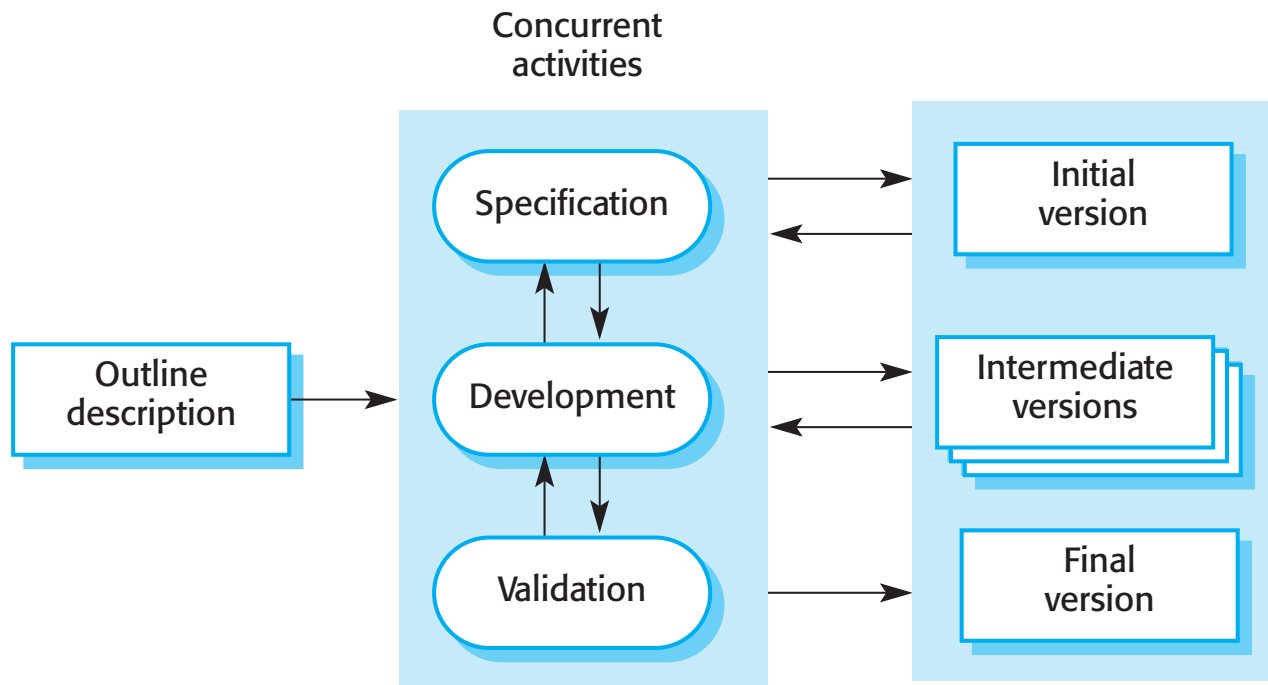 Concurrent
activities
Outline
description
Specification
Development
Validation
Initial
version
Intermediate
versions
Final
version